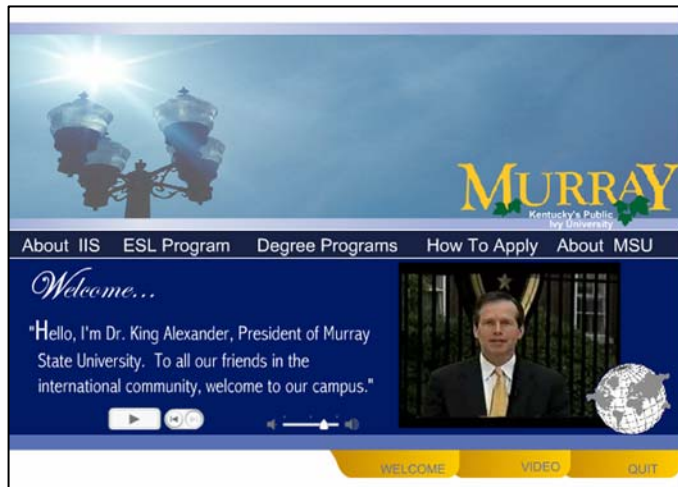 MURRAY
Kentucky's Public
Ivy University
About IIS ESL Program Degree Programs How To Apply About MSU
Welcome...
"Hello, I'm Dr. King Alexander, President of Murray
State University. To all our friends in the
international community, welcome to our campus."
WELCOME VIDEO QUIT